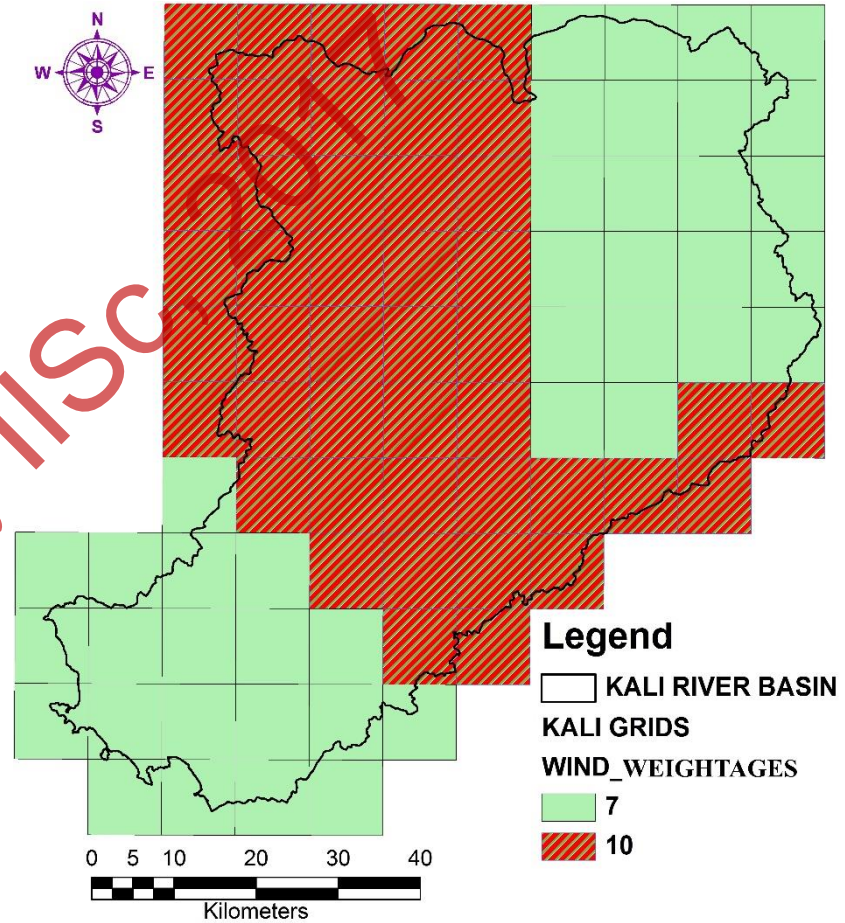 N
W E
S
IISc, 2017
Legend
KALI RIVER BASIN
KALI GRIDS
WIND_WEIGHTAGES
7
10
0 5 10 20 30 40
Kilometers